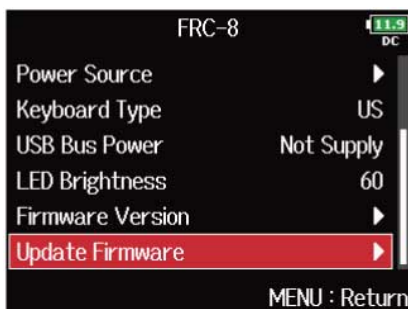 FRC-8
11.9
DC
Power Source
Keyboard Type US
USB Bus Power Not Supply
LED Brightness 60
Firmware Version
Update Firmware
MENU : Return